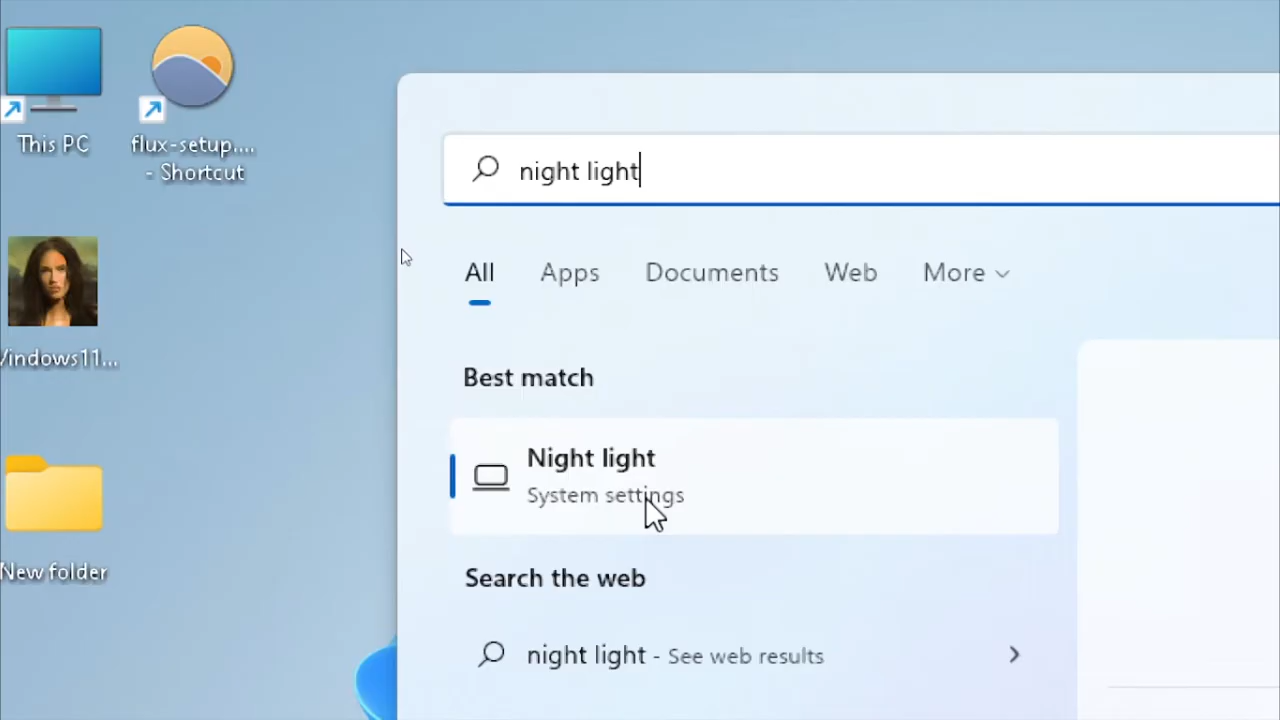 This PC
flux-setup....
- Shortcut
Windows11...
New folder
night light
All Apps Documents Web More
Best match
Night light
System settings
Search the web
night light - See web results